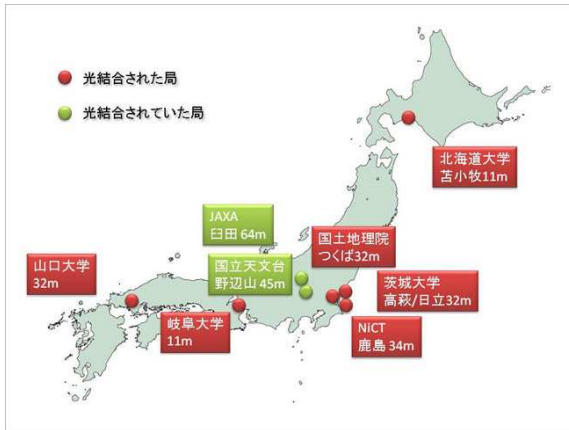 光結合された局
光結合されていた局
北海道大学
苫小牧11m
JAXA
臼田 64m
国土地理院
つくば32m
山口大学
32m
国立天文台
野辺山 45m
茨城大学
高萩/日立32m
岐阜大学
11m
NiCT
鹿島 34m